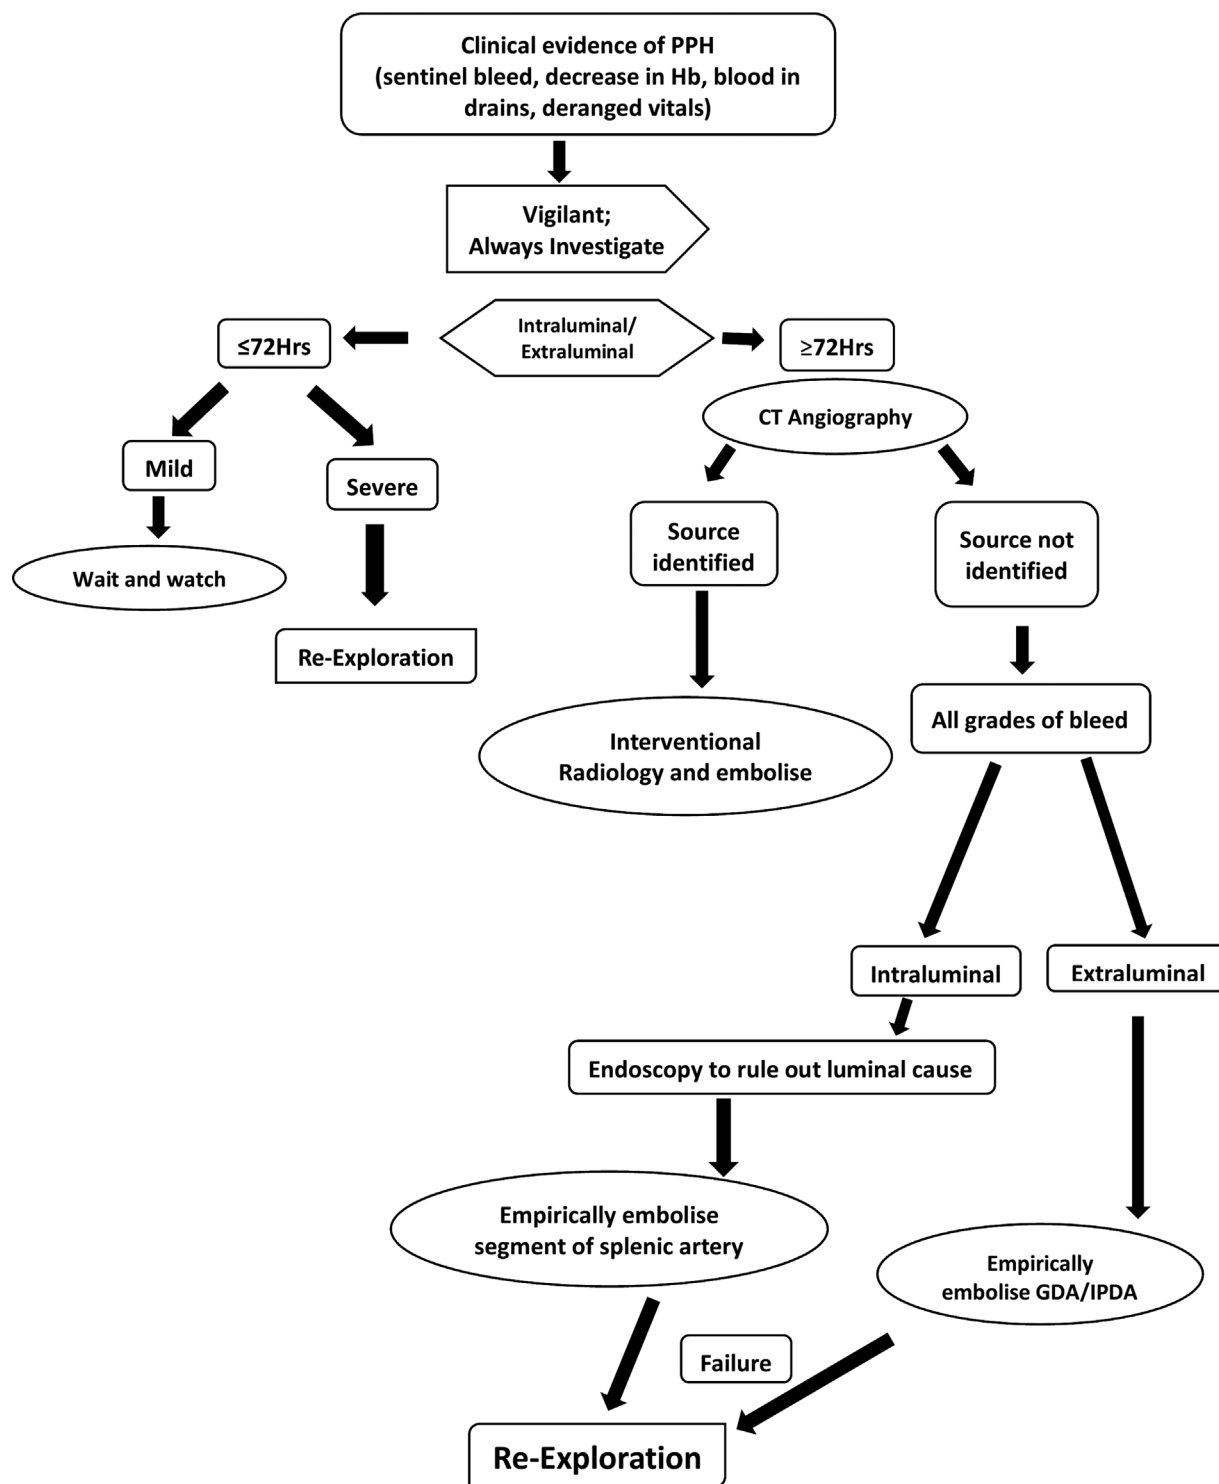 Clinical evidence of PPH
(sentinel bleed, decrease in Hb, blood in
drains, deranged vitals)
Vigilant;
Always Investigate
Intraluminal/
Extraluminal
≤72Hrs
≥72Hrs
CT Angiography
Mild
Severe
Source
identified
Source not
identified
Wait and watch
Re-Exploration
All grades of bleed
Interventional
Radiology and embolise
Intraluminal
Extraluminal
Endoscopy to rule out luminal cause
Empirically embolise
segment of splenic artery
Empirically
embolise GDA/IPDA
Failure
Re-Exploration